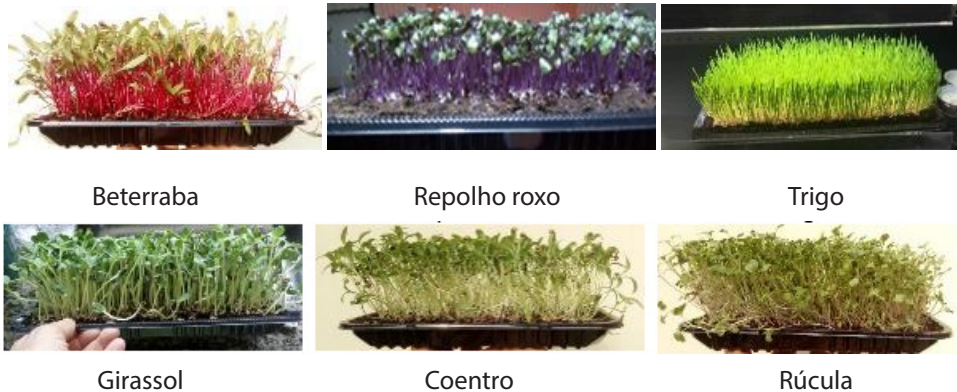 Beterraba
Repolho roxo
Trigo
Girassol
Coentro
Rúcula